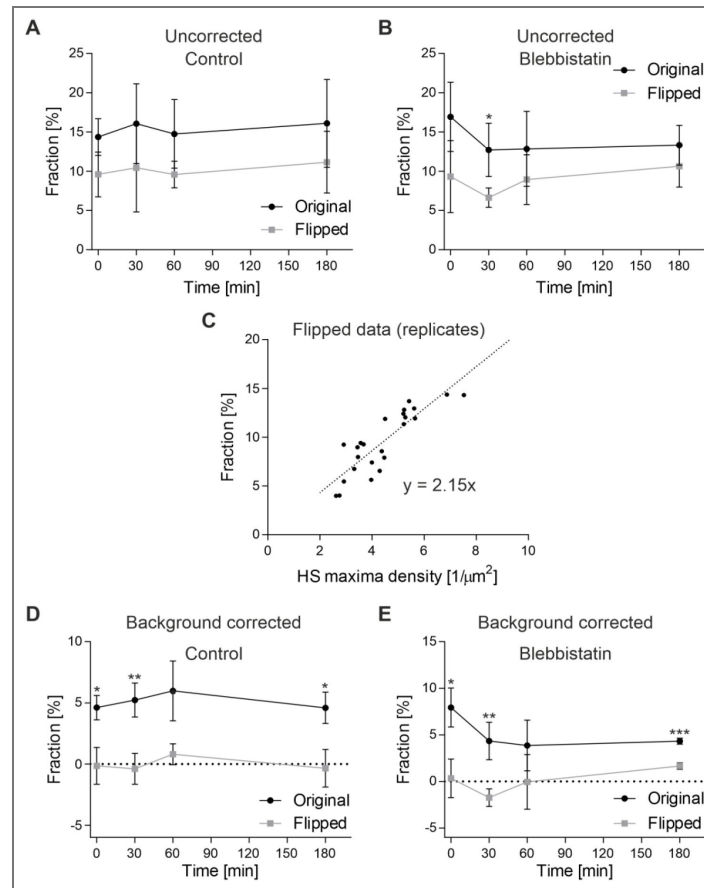 A
Uncorrected
Control
25
20
15
10
5
0
Fraction [%]
Original
Flipped
0 30 60 90 120 150 180
Time [min]
B
Uncorrected
Blebbistatin
25
20
15
10
5
0
Fraction [%]
*
Original
Flipped
0 30 60 90 120 150 180
Time [min]
C
Flipped data (replicates)
20
15
10
5
0
Fraction [%]
y = 2.15x
0 2 4 6 8 10
HS maxima density [1/μm²]
D
Background corrected
Control
10
5
0
-5
Fraction [%]
* ** *
Original
Flipped
0 30 60 90 120 150 180
Time [min]
E
Background corrected
Blebbistatin
15
10
5
0
-5
Fraction [%]
* ** ***
Original
Flipped
0 30 60 90 120 150 180
Time [min]